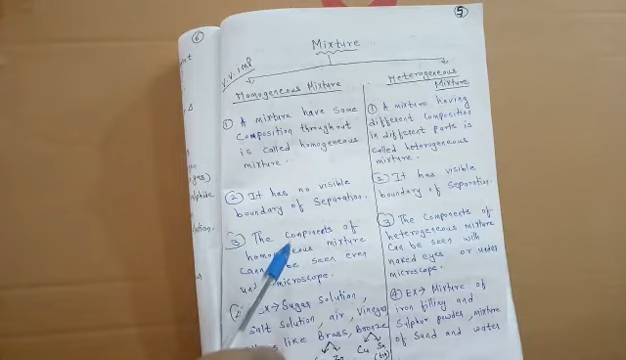 5
6
Mixture
V.V.imp
Homogeneous Mixture
① A mixture have same
composition throughout
is called homogeneous
mixture.
② It has no visible
boundary of Separation.
③ The components of
mixture
be seen even
microscope.
Ex→ Sugar Solution,
salt solution, air, vinegar
like Brass, Bronze
Cu Sn
Heterogeneous
Mixture
① A mixture having
different composition
in different parts is
called heterogeneous
mixture.
② It has visible
boundary of Separation.
③ The components of
heterogeneous mixture
can be seen with
naked eyes or under
microscope.
④ Ex→ Mixture of
iron filling and
Sulphur powder, mixture
of Sand and water